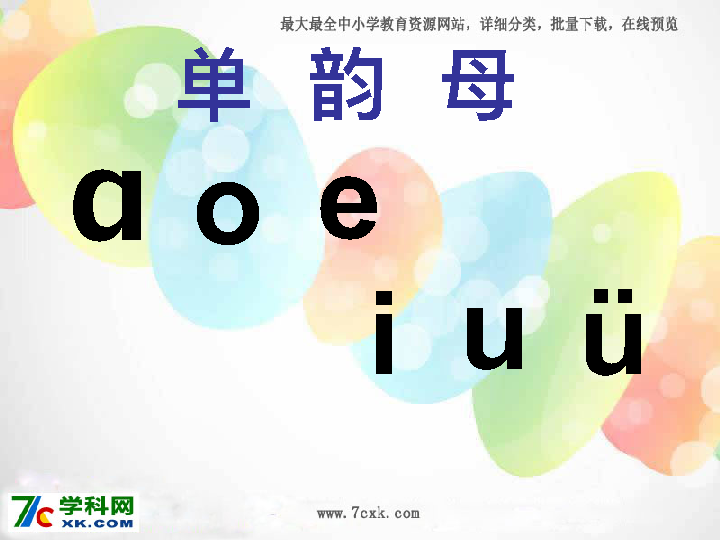 最大最全中小学教育资源网站，详细分类，批量下载，在线预览
单 韵 母
ɑ o e
i u ü
7c 学科网
XK.COM
www.7cxk.com